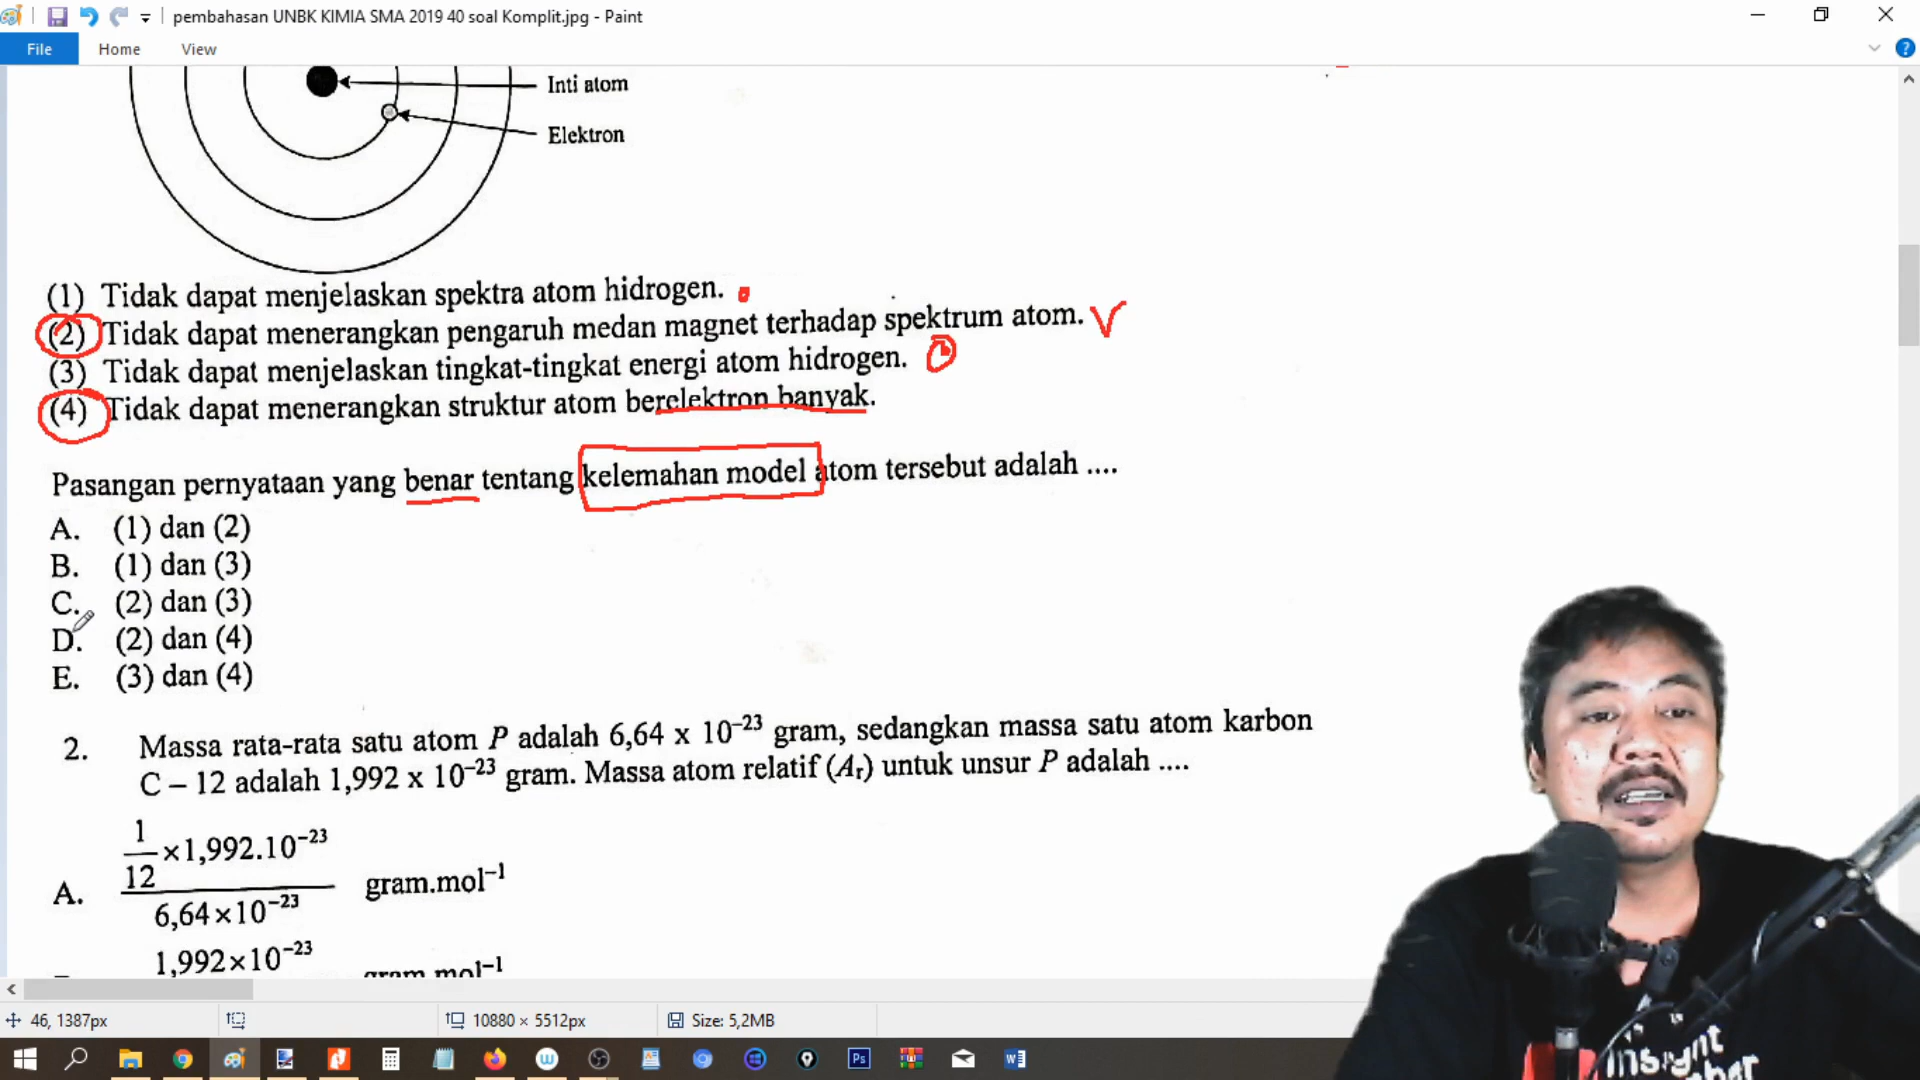 pembahasan UNBK KIMIA SMA 2019 40 soal Komplit.jpg - Paint
File Home View
Inti atom
Elektron
(1) Tidak dapat menjelaskan spektra atom hidrogen.
(2) Tidak dapat menerangkan pengaruh medan magnet terhadap spektrum atom.
(3) Tidak dapat menjelaskan tingkat-tingkat energi atom hidrogen.
(4) Tidak dapat menerangkan struktur atom berelektron banyak.
Pasangan pernyataan yang benar tentang kelemahan model atom tersebut adalah ....
A. (1) dan (2)
B. (1) dan (3)
C. (2) dan (3)
D. (2) dan (4)
E. (3) dan (4)
2. Massa rata-rata satu atom P adalah 6,64 x 10⁻²³ gram, sedangkan massa satu atom karbon
C – 12 adalah 1,992 x 10⁻²³ gram. Massa atom relatif (Aᵣ) untuk unsur P adalah ....
1
×1,992.10⁻²³
12
A. gram.mol⁻¹
6,64×10⁻²³
1,992×10⁻²³
gram mol⁻¹
46, 1387px
10880 × 5512px
Size: 5,2MB
Ps